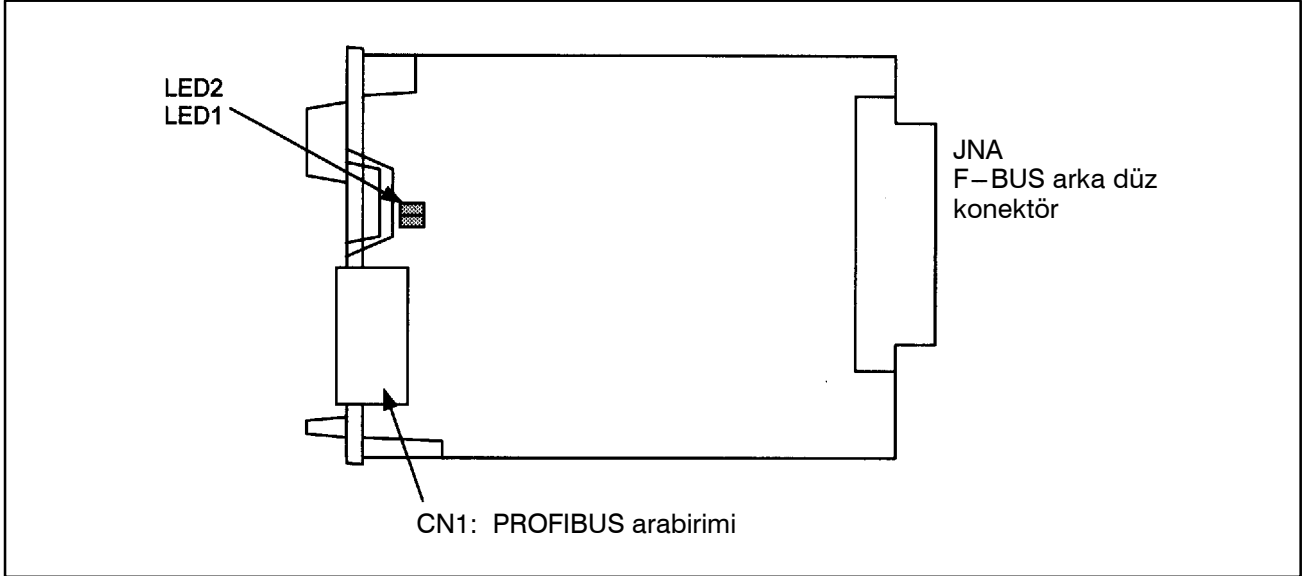 LED2
LED1
JNA
F–BUS arka düz
konektör
CN1: PROFIBUS arabirimi